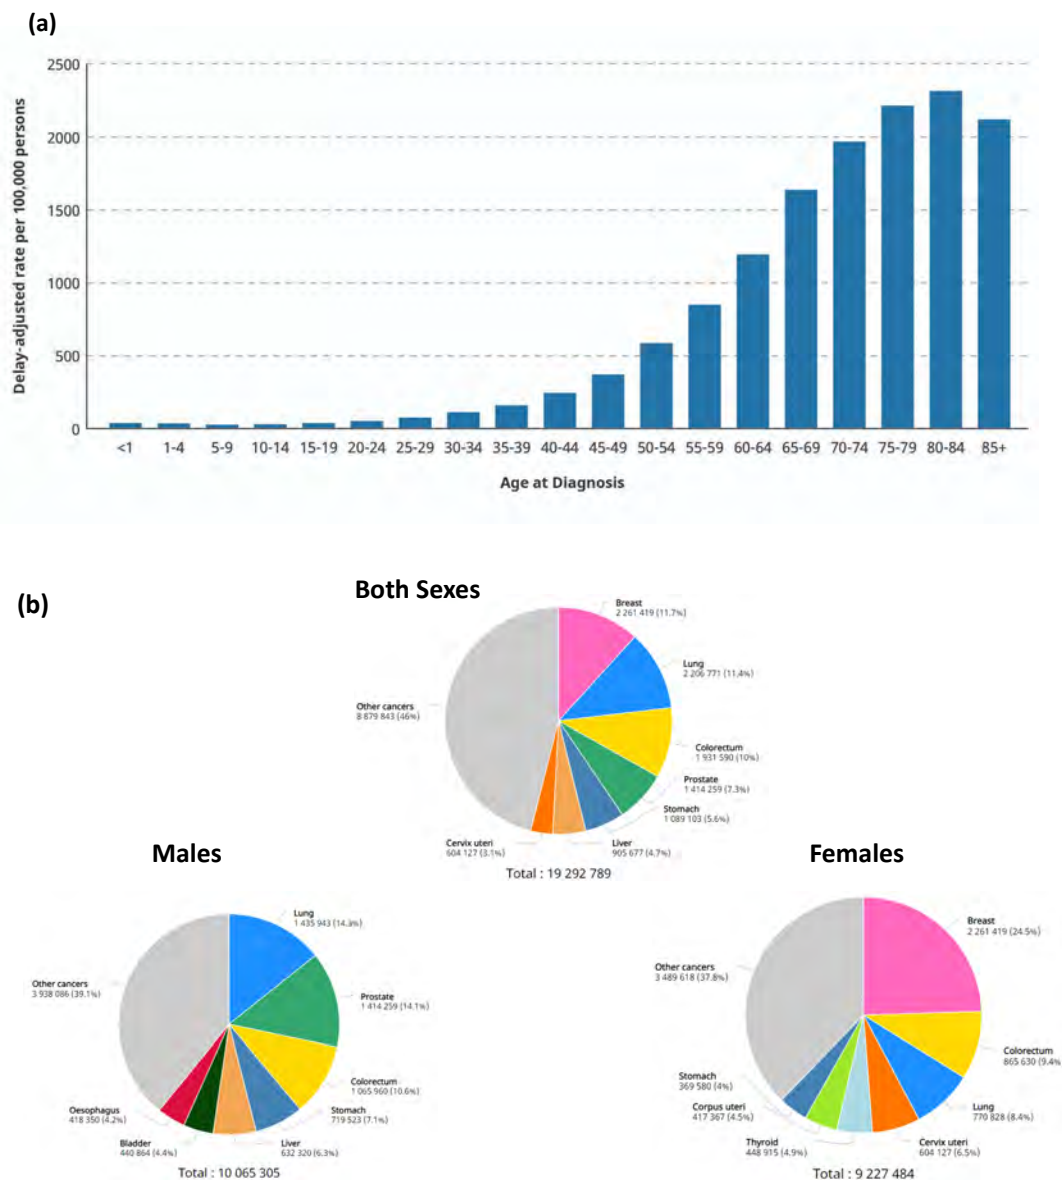 (a)
Delay-adjusted rate per 100,000 persons
2500
2000
1500
1000
500
0
<1 1-4 5-9 10-14 15-19 20-24 25-29 30-34 35-39 40-44 45-49 50-54 55-59 60-64 65-69 70-74 75-79 80-84 85+
Age at Diagnosis
(b)
Both Sexes
Breast
2 261 419 (11.7%)
Lung
2 206 771 (11.4%)
Colorectum
1 931 590 (10%)
Prostate
1 414 259 (7.3%)
Stomach
1 089 103 (5.6%)
Liver
905 677 (4.7%)
Cervix uteri
604 127 (3.1%)
Other cancers
8 879 843 (46%)
Total : 19 292 789
Males
Lung
1 435 943 (14.3%)
Prostate
1 414 259 (14.1%)
Colorectum
1 065 960 (10.6%)
Stomach
719 523 (7.1%)
Liver
632 320 (6.3%)
Bladder
440 864 (4.4%)
Oesophagus
418 350 (4.2%)
Other cancers
3 938 086 (39.1%)
Total : 10 065 305
Females
Breast
2 261 419 (24.5%)
Colorectum
865 630 (9.4%
Lung
770 828 (8.4%)
Cervix uteri
604 127 (6.5%)
Thyroid
448 915 (4.9%)
Corpus uteri
417 367 (4.5%)
Stomach
369 580 (4%)
Other cancers
3 489 618 (37.8%)
Total : 9 227 484